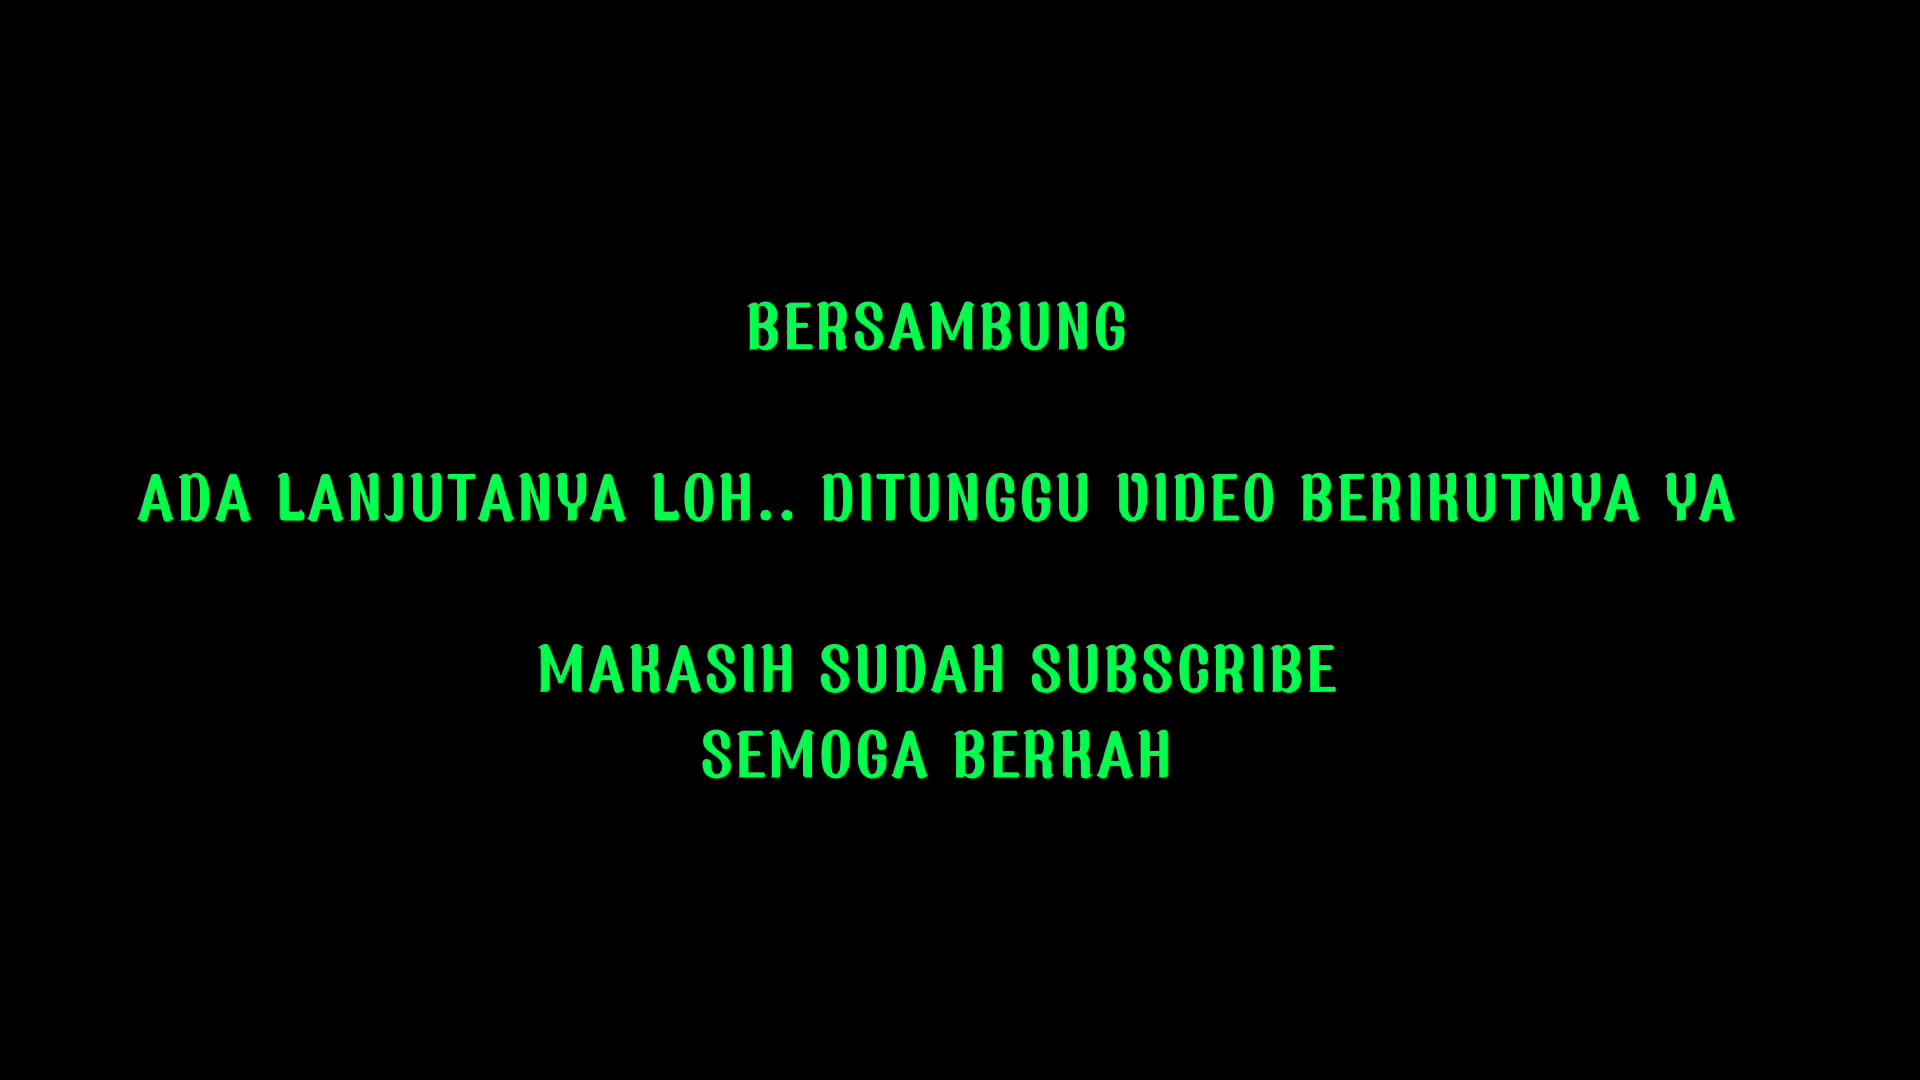 BERSAMBUNG
ADA LANJUTANYA LOH.. DITUNGGU VIDEO BERIKUTNYA YA
MAKASIH SUDAH SUBSCRIBE
SEMOGA BERKAH